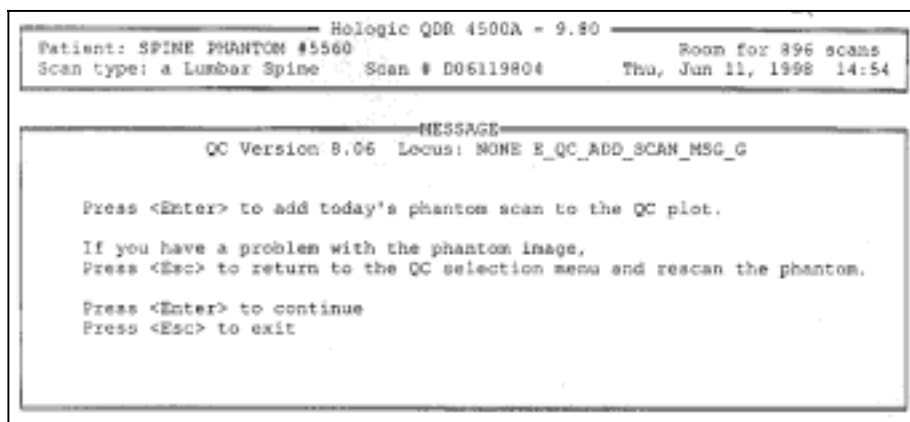 Hologic QDR 4500A - 9.80
Patient: SPINE PHANTOM #5560 Room for 896 scans
Scan type: a Lumbar Spine Scan # D06119804 Thu, Jun 11, 1998 14:54
MESSAGE
QC Version 8.06 Locus: NONE E_QC_ADD_SCAN_MSG_G
Press <Enter> to add today's phantom scan to the QC plot.
If you have a problem with the phantom image,
Press <Esc> to return to the QC selection menu and rescan the phantom.
Press <Enter> to continue
Press <Esc> to exit